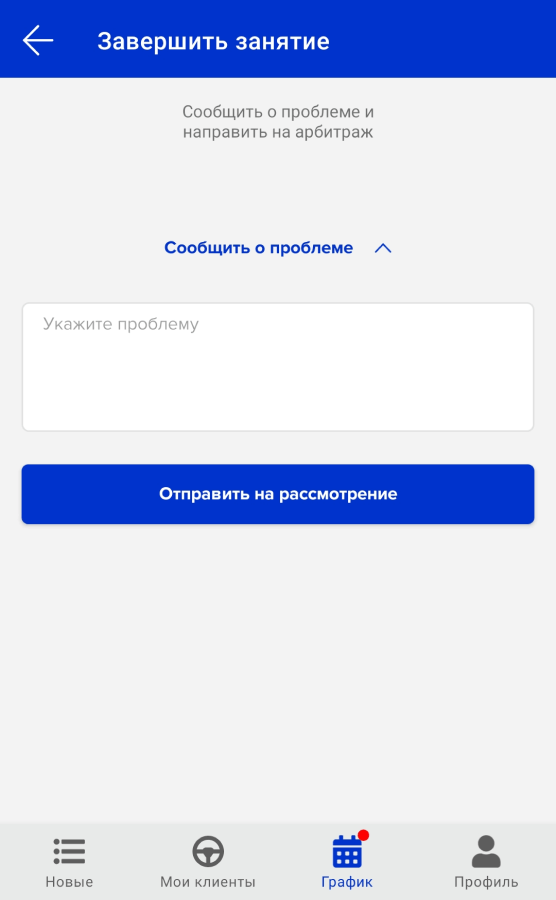 Завершить занятие
Сообщить о проблеме и
направить на арбитраж
Сообщить о проблеме
Укажите проблему
Отправить на рассмотрение
Новые
Мои клиенты
График
Профиль